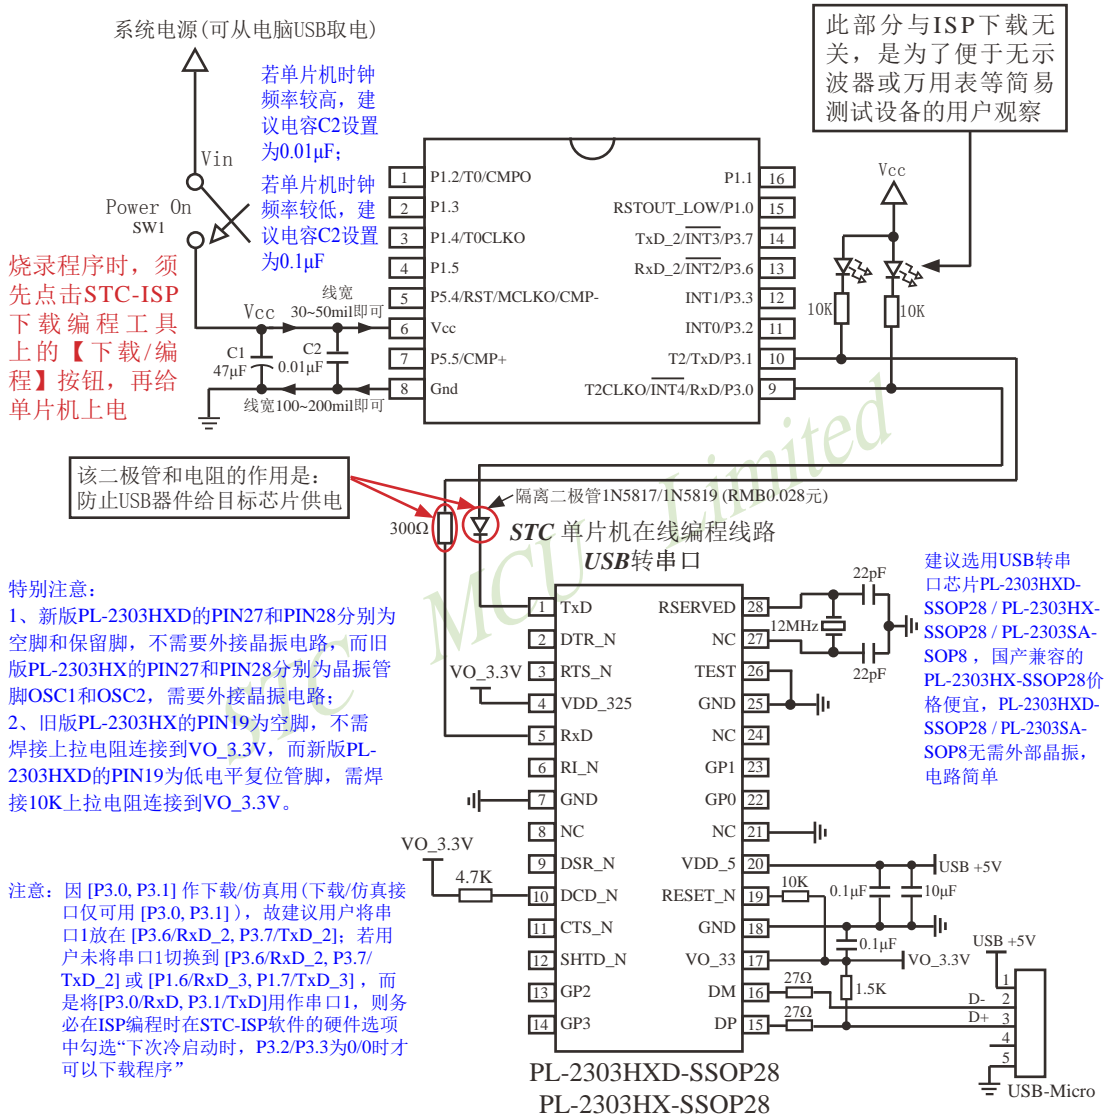 系统电源(可从电脑USB取电)
此部分与ISP下载无
关，是为了便于无示
波器或万用表等简易
测试设备的用户观察
若单片机时钟
频率较高，建
议电容C2设置
为0.01μF；
若单片机时钟
频率较低，建
议电容C2设置
为0.1μF
Vin
Power On
SW1
烧录程序时，须
先点击STC-ISP
下载编程工具
上的【下载/编
程】按钮，再给
单片机上电
Vcc
线宽
30~50mil即可
C1
47μF
C2
0.01μF
线宽100~200mil即可
1 P1.2/T0/CMPO
2 P1.3
3 P1.4/T0CLKO
4 P1.5
5 P5.4/RST/MCLKO/CMP-
6 Vcc
7 P5.5/CMP+
8 Gnd
P1.1 16
RSTOUT_LOW/P1.0 15
TxD_2/INT3/P3.7 14
RxD_2/INT2/P3.6 13
INT1/P3.3 12
INT0/P3.2 11
T2/TxD/P3.1 10
T2CLKO/INT4/RxD/P3.0 9
Vcc
10K
10K
该二极管和电阻的作用是：
防止USB器件给目标芯片供电
300Ω
隔离二极管1N5817/1N5819 (RMB0.028元)
STC 单片机在线编程线路
USB转串口
STC MCU Limited
特别注意：
1、新版PL-2303HXD的PIN27和PIN28分别为
空脚和保留脚，不需要外接晶振电路，而旧
版PL-2303HX的PIN27和PIN28分别为晶振管
脚OSC1和OSC2，需要外接晶振电路；
2、旧版PL-2303HX的PIN19为空脚，不需
焊接上拉电阻连接到VO_3.3V，而新版PL-
2303HXD的PIN19为低电平复位管脚，需焊
接10K上拉电阻连接到VO_3.3V。
注意：因 [P3.0, P3.1] 作下载/仿真用(下载/仿真接
口仅可用 [P3.0, P3.1] )，故建议用户将串
口1放在 [P3.6/RxD_2, P3.7/TxD_2]；若用
户未将串口1切换到 [P3.6/RxD_2, P3.7/
TxD_2] 或 [P1.6/RxD_3, P1.7/TxD_3]，而
是将[P3.0/RxD, P3.1/TxD]用作串口1，则务
必在ISP编程时在STC-ISP软件的硬件选项
中勾选“下次冷启动时，P3.2/P3.3为0/0时才
可以下载程序”
VO_3.3V
VO_3.3V
4.7K
1 TxD
2 DTR_N
3 RTS_N
4 VDD_325
5 RxD
6 RI_N
7 GND
8 NC
9 DSR_N
10 DCD_N
11 CTS_N
12 SHTD_N
13 GP2
14 GP3
RSERVED 28
NC 27
TEST 26
GND 25
NC 24
GP1 23
GP0 22
NC 21
VDD_5 20
RESET_N 19
GND 18
VO_33 17
DM 16
DP 15
22pF
12MHz
22pF
建议选用USB转串
口芯片PL-2303HXD-
SSOP28 / PL-2303HX-
SSOP28 / PL-2303SA-
SOP8 ，国产兼容的
PL-2303HX-SSOP28价
格便宜，PL-2303HXD-
SSOP28 / PL-2303SA-
SOP8无需外部晶振，
电路简单
USB +5V
10K
0.1μF
10μF
0.1μF
VO_3.3V
USB +5V
27Ω
27Ω
1.5K
D-
D+
1
2
3
4
5
USB-Micro
PL-2303HXD-SSOP28
PL-2303HX-SSOP28